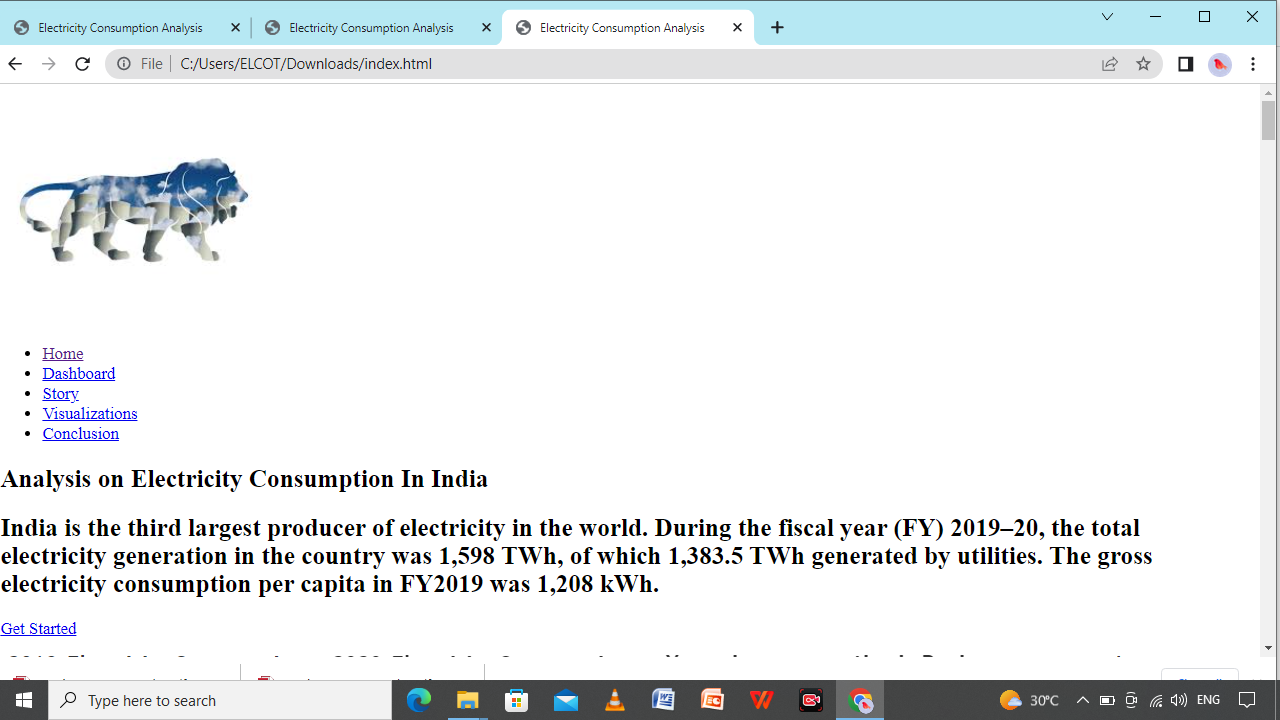 Electricity Consumption Analysis
Electricity Consumption Analysis
Electricity Consumption Analysis
File
C:/Users/ELCOT/Downloads/index.html
Home
Dashboard
Story
Visualizations
Conclusion
Analysis on Electricity Consumption In India
India is the third largest producer of electricity in the world. During the fiscal year (FY) 2019–20, the total
electricity generation in the country was 1,598 TWh, of which 1,383.5 TWh generated by utilities. The gross
electricity consumption per capita in FY2019 was 1,208 kWh.
Get Started
Type here to search
30°C
ENG